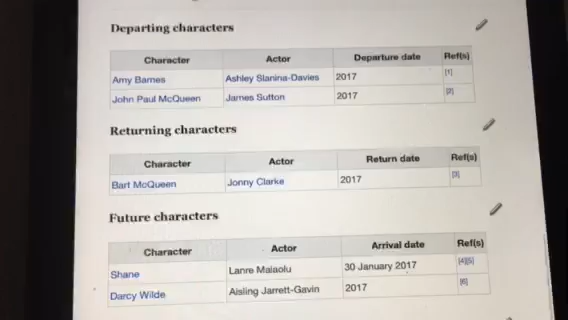 Departing characters
Character Actor Departure date Ref(s)
Amy Barnes Ashley Slanina-Davies 2017 [1]
John Paul McQueen James Sutton 2017 [2]
Returning characters
Character Actor Return date Ref(s)
Bart McQueen Jonny Clarke 2017 [3]
Future characters
Character Actor Arrival date Ref(s)
Shane Lanre Malaolu 30 January 2017 [4][5]
Darcy Wilde Aisling Jarrett-Gavin 2017 [6]